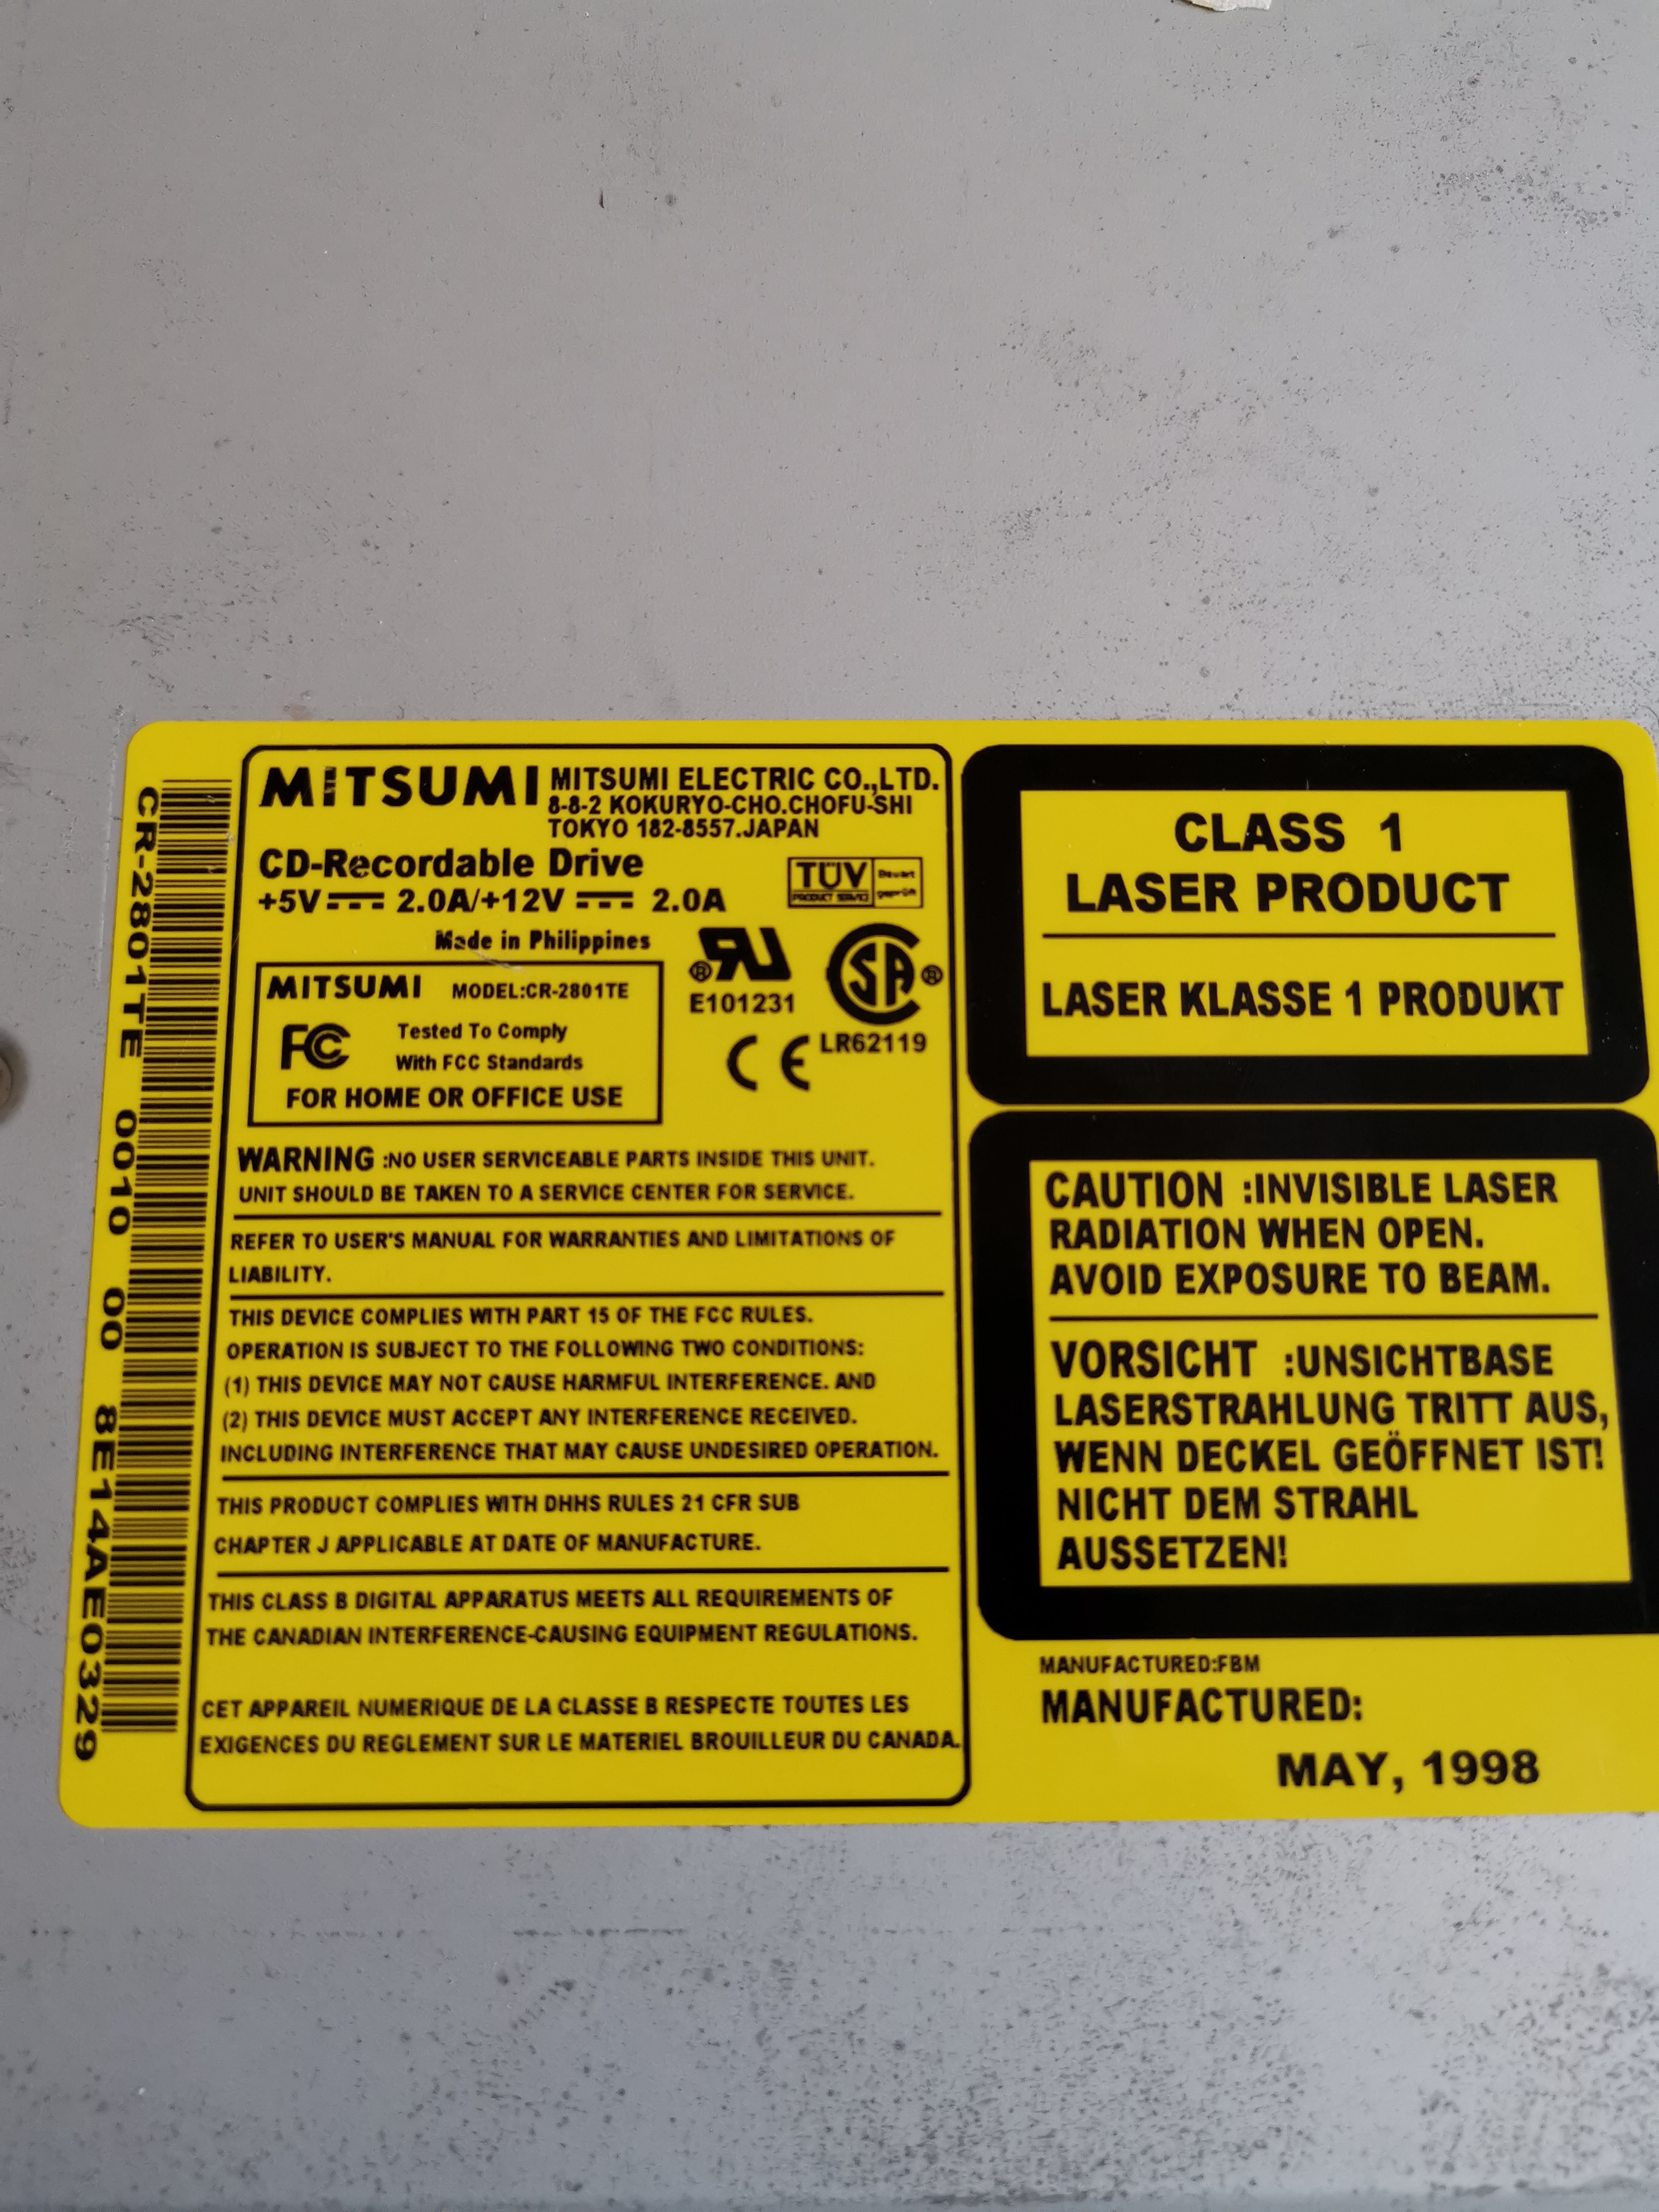 CR-2801TE 0010 00 8E14AE0329
MITSUMI MITSUMI ELECTRIC CO.,LTD.
8-8-2 KOKURYO-CHO.CHOFU-SHI
TOKYO 182-8557.JAPAN
CD-Recordable Drive
+5V 2.0A/+12V 2.0A
TÜV
PRODUCT SERVICE
Bauart
geprüft
Made in Philippines
MITSUMI MODEL:CR-2801TE
FC Tested To Comply
With FCC Standards
FOR HOME OR OFFICE USE
RU ®
E101231
SA ®
LR62119
CE
WARNING :NO USER SERVICEABLE PARTS INSIDE THIS UNIT.
UNIT SHOULD BE TAKEN TO A SERVICE CENTER FOR SERVICE.
REFER TO USER'S MANUAL FOR WARRANTIES AND LIMITATIONS OF
LIABILITY.
THIS DEVICE COMPLIES WITH PART 15 OF THE FCC RULES.
OPERATION IS SUBJECT TO THE FOLLOWING TWO CONDITIONS:
(1) THIS DEVICE MAY NOT CAUSE HARMFUL INTERFERENCE. AND
(2) THIS DEVICE MUST ACCEPT ANY INTERFERENCE RECEIVED.
INCLUDING INTERFERENCE THAT MAY CAUSE UNDESIRED OPERATION.
THIS PRODUCT COMPLIES WITH DHHS RULES 21 CFR SUB
CHAPTER J APPLICABLE AT DATE OF MANUFACTURE.
THIS CLASS B DIGITAL APPARATUS MEETS ALL REQUIREMENTS OF
THE CANADIAN INTERFERENCE-CAUSING EQUIPMENT REGULATIONS.
CET APPAREIL NUMERIQUE DE LA CLASSE B RESPECTE TOUTES LES
EXIGENCES DU REGLEMENT SUR LE MATERIEL BROUILLEUR DU CANADA.
CLASS 1
LASER PRODUCT
LASER KLASSE 1 PRODUKT
CAUTION :INVISIBLE LASER
RADIATION WHEN OPEN.
AVOID EXPOSURE TO BEAM.
VORSICHT :UNSICHTBASE
LASERSTRAHLUNG TRITT AUS,
WENN DECKEL GEÖFFNET IST!
NICHT DEM STRAHL
AUSSETZEN!
MANUFACTURED:FBM
MANUFACTURED:
MAY, 1998